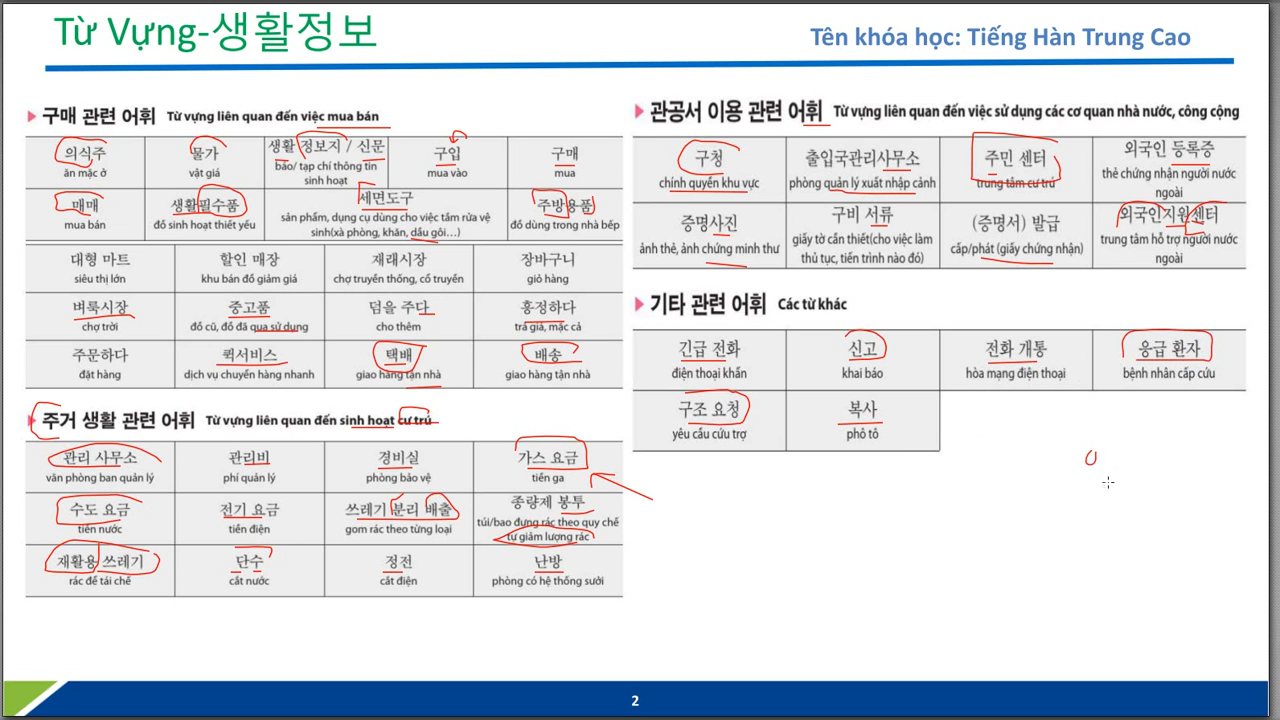 Từ Vựng-생활정보
Tên khóa học: Tiếng Hàn Trung Cao
구매 관련 어휘 Từ vựng liên quan đến việc mua bán
의식주 물가 생활 정보지 / 신문 구입 구매
ăn mặc ở vật giá báo/ tạp chí thông tin mua vào mua
sinh hoạt
매매 생활필수품 세면도구 주방용품
mua bán đồ sinh hoạt thiết yếu sản phẩm, dụng cụ dùng cho việc tắm rửa vệ đồ dùng trong nhà bếp
sinh(xà phòng, khăn, dầu gội...)
대형 마트 할인 매장 재래시장 장바구니
siêu thị lớn khu bán đồ giảm giá chợ truyền thống, cổ truyền giỏ hàng
벼룩시장 중고품 덤을 주다 흥정하다
chợ trời đồ cũ, đồ đã qua sử dụng cho thêm trả giá, mặc cả
주문하다 퀵서비스 택배 배송
đặt hàng dịch vụ chuyển hàng nhanh giao hàng tận nhà giao hàng tận nhà
주거 생활 관련 어휘 Từ vựng liên quan đến sinh hoạt cư trú
관리 사무소 관리비 경비실 가스 요금
văn phòng ban quản lý phí quản lý phòng bảo vệ tiền ga
수도 요금 전기 요금 쓰레기 분리 배출 종량제 봉투
tiền nước tiền điện gom rác theo từng loại túi/bao đựng rác theo quy chế
tự giảm lượng rác
재활용 쓰레기 단수 정전 난방
rác để tái chế cắt nước cắt điện phòng có hệ thống sưởi
관공서 이용 관련 어휘 Từ vựng liên quan đến việc sử dụng các cơ quan nhà nước, công cộng
구청 출입국관리사무소 주민 센터 외국인 등록증
chính quyền khu vực phòng quản lý xuất nhập cảnh trung tâm cư trú thẻ chứng nhận người nước
ngoài
증명사진 구비 서류 (증명서) 발급 외국인지원센터
ảnh thẻ, ảnh chứng minh thư giấy tờ cần thiết(cho việc làm cấp/phát (giấy chứng nhận) trung tâm hỗ trợ người nước
thủ tục, tiến trình nào đó) ngoài
기타 관련 어휘 Các từ khác
긴급 전화 신고 전화 개통 응급 환자
điện thoại khẩn khai báo hòa mạng điện thoại bệnh nhân cấp cứu
구조 요청 복사
yêu cầu cứu trợ phô tô
2